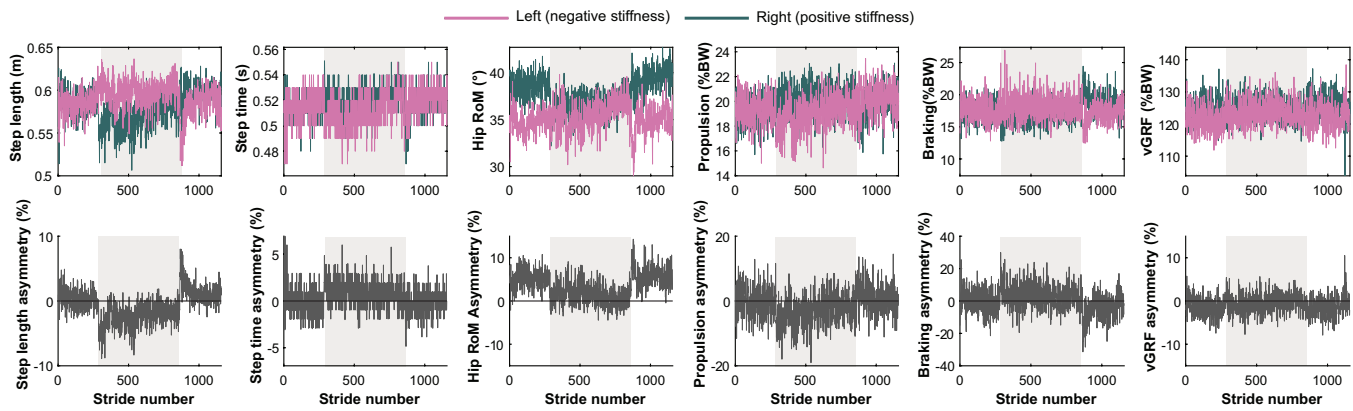 Left (negative stiffness) Right (positive stiffness)
Step length (m)
0.65
0.6
0.55
0.5
0 500 1000
Step time (s)
0.56
0.54
0.52
0.5
0.48
0 500 1000
Hip RoM (°)
40
35
30
0 500 1000
Propulsion (%BW)
24
22
20
18
16
14
0 500 1000
Braking(%BW)
25
20
15
10
0 500 1000
vGRF (%BW)
140
130
120
110
0 500 1000
Step length asymmetry (%)
10
0
-10
0 500 1000
Stride number
Step time asymmetry (%)
5
0
-5
0 500 1000
Stride number
Hip RoM Asymmetry (%)
15
10
5
0
-5
-10
0 500 1000
Stride number
Propulsion asymmetry (%)
20
0
-20
0 500 1000
Stride number
Braking asymmetry (%)
40
20
0
-20
-40
0 500 1000
Stride number
vGRF asymmetry (%)
10
0
-10
0 500 1000
Stride number